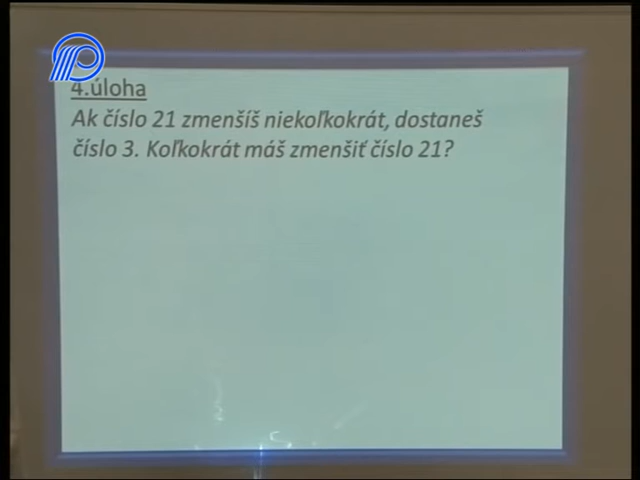 4.úloha
Ak číslo 21 zmenšíš niekoľkokrát, dostaneš
číslo 3. Koľkokrát máš zmenšiť číslo 21?